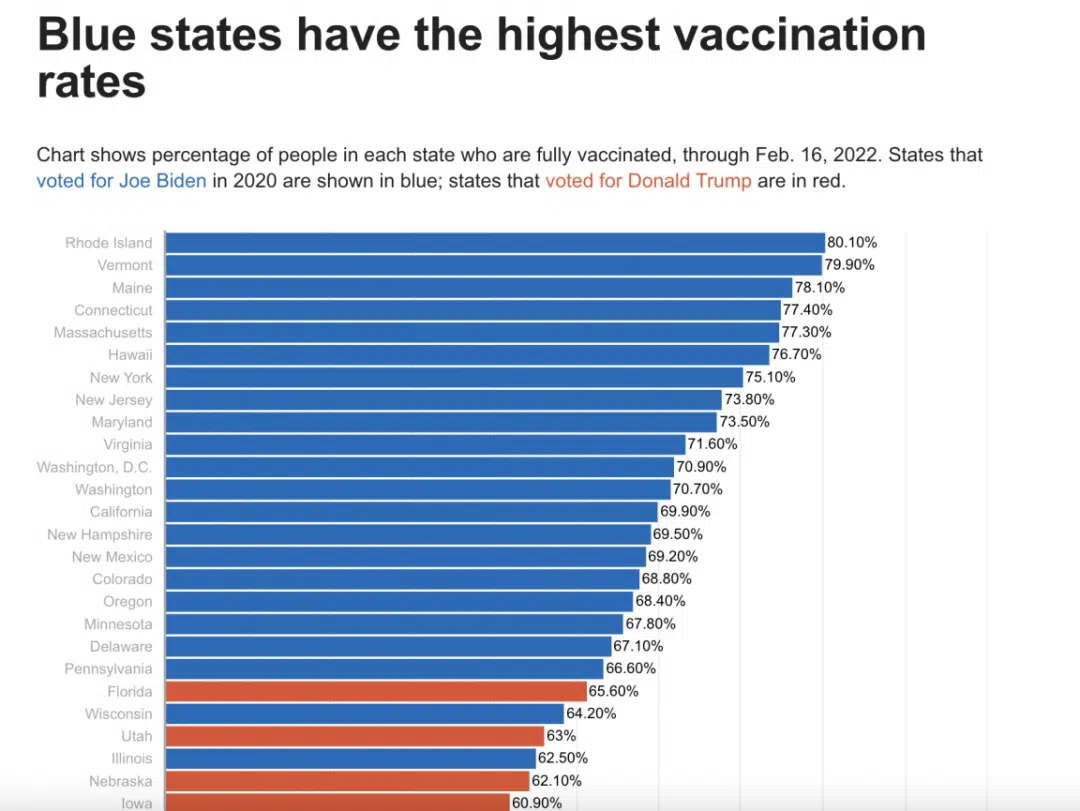 Blue states have the highest vaccination
rates
Chart shows percentage of people in each state who are fully vaccinated, through Feb. 16, 2022. States that
voted for Joe Biden in 2020 are shown in blue; states that voted for Donald Trump are in red.
Rhode Island 80.10%
Vermont 79.90%
Maine 78.10%
Connecticut 77.40%
Massachusetts 77.30%
Hawaii 76.70%
New York 75.10%
New Jersey 73.80%
Maryland 73.50%
Virginia 71.60%
Washington, D.C. 70.90%
Washington 70.70%
California 69.90%
New Hampshire 69.50%
New Mexico 69.20%
Colorado 68.80%
Oregon 68.40%
Minnesota 67.80%
Delaware 67.10%
Pennsylvania 66.60%
Florida 65.60%
Wisconsin 64.20%
Utah 63%
Illinois 62.50%
Nebraska 62.10%
Iowa 60.90%